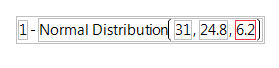 1 - Normal Distribution( 31, 24.8, 6.2)